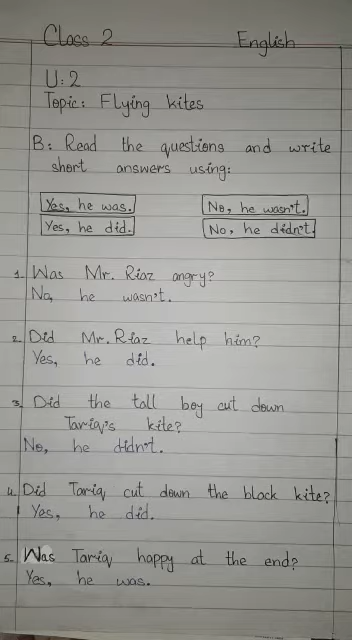 Class 2 English
U:2
Topic: Flying kites
B: Read the questions and write
short answers using:
Yes, he was. No, he wasn't.
Yes, he did. No, he didn't.
1. Was Mr. Riaz angry?
No, he wasn't.
2. Did Mr. Riaz help him?
Yes, he did.
3. Did the tall boy cut down
Tariq's kite?
No, he didn't.
4. Did Tariq cut down the black kite?
Yes, he did.
5. Was Tariq happy at the end?
Yes, he was.